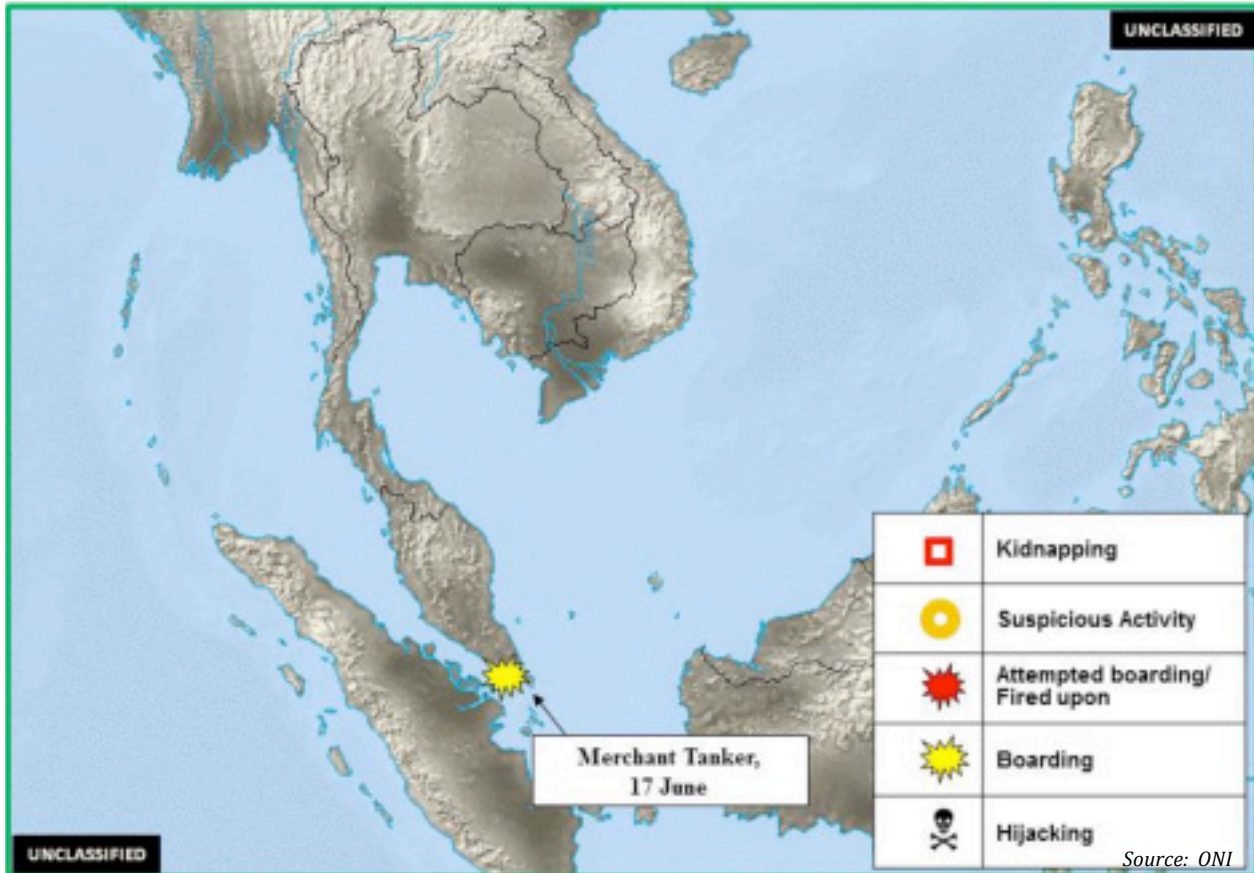 UNCLASSIFIED
Kidnapping
Suspicious Activity
Attempted boarding/
Fired upon
Boarding
Hijacking
Merchant Tanker,
17 June
UNCLASSIFIED
Source: ONI